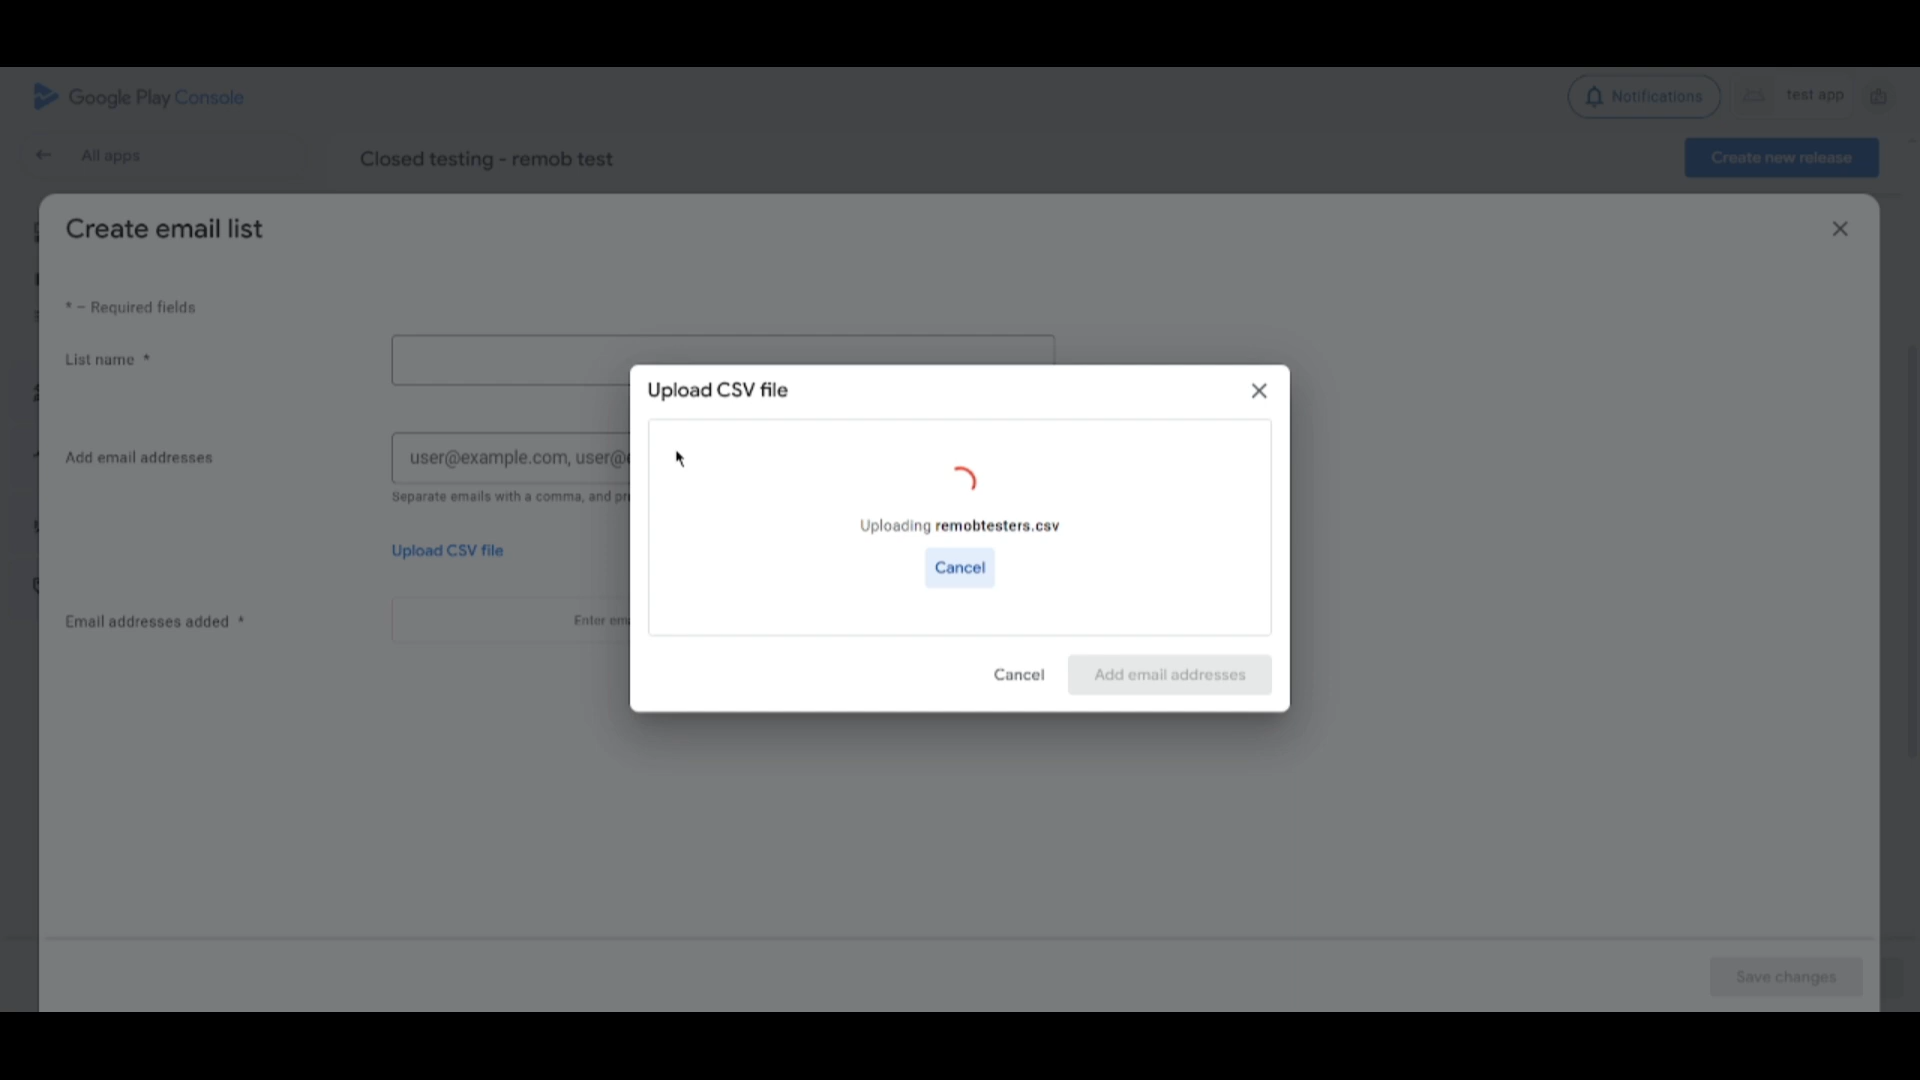 Google Play Console
Notifications
test app
All apps
Closed testing - remob test
Create new release
Create email list
* – Required fields
List name *
Upload CSV file
Add email addresses
user@example.com, user@
Separate emails with a comma, and
Uploading remobtesters.csv
Upload CSV file
Cancel
Email addresses added *
Enter
Cancel
Add email addresses
Save changes